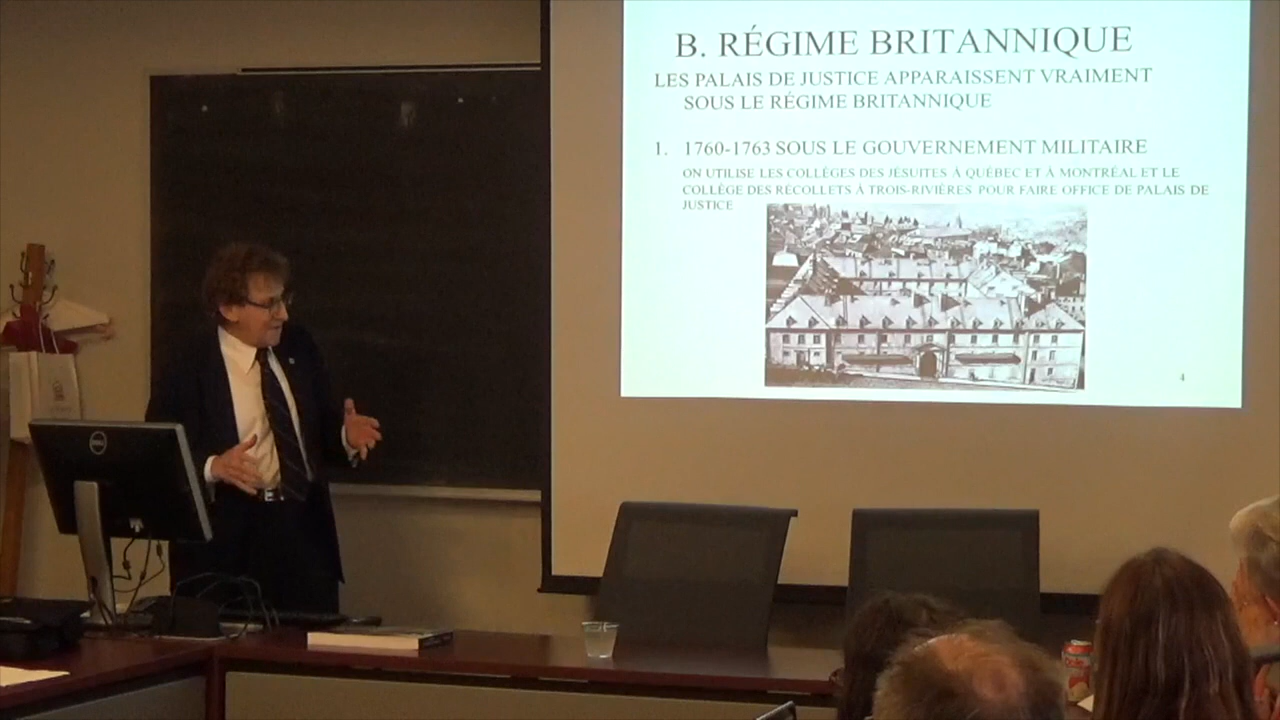 B. RÉGIME BRITANNIQUE
LES PALAIS DE JUSTICE APPARAISSENT VRAIMENT
SOUS LE RÉGIME BRITANNIQUE
1. 1760-1763 SOUS LE GOUVERNEMENT MILITAIRE
ON UTILISE LES COLLÈGES DES JÉSUITES À QUÉBEC ET À MONTRÉAL ET LE
COLLÈGE DES RÉCOLLETS À TROIS-RIVIÈRES POUR FAIRE OFFICE DE PALAIS DE
JUSTICE
4
DELL